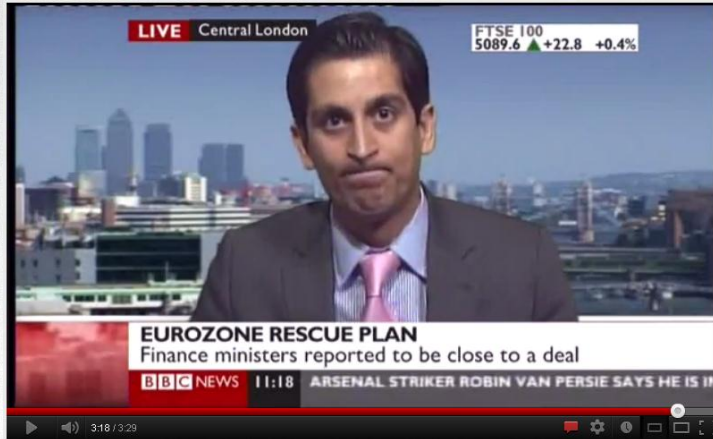 LIVE Central London
FTSE 100
5089.6 ▲ +22.8 +0.4%
EUROZONE RESCUE PLAN
Finance ministers reported to be close to a deal
BBC NEWS 11:18 ARSENAL STRIKER ROBIN VAN PERSIE SAYS HE IS
3:18 / 3:29